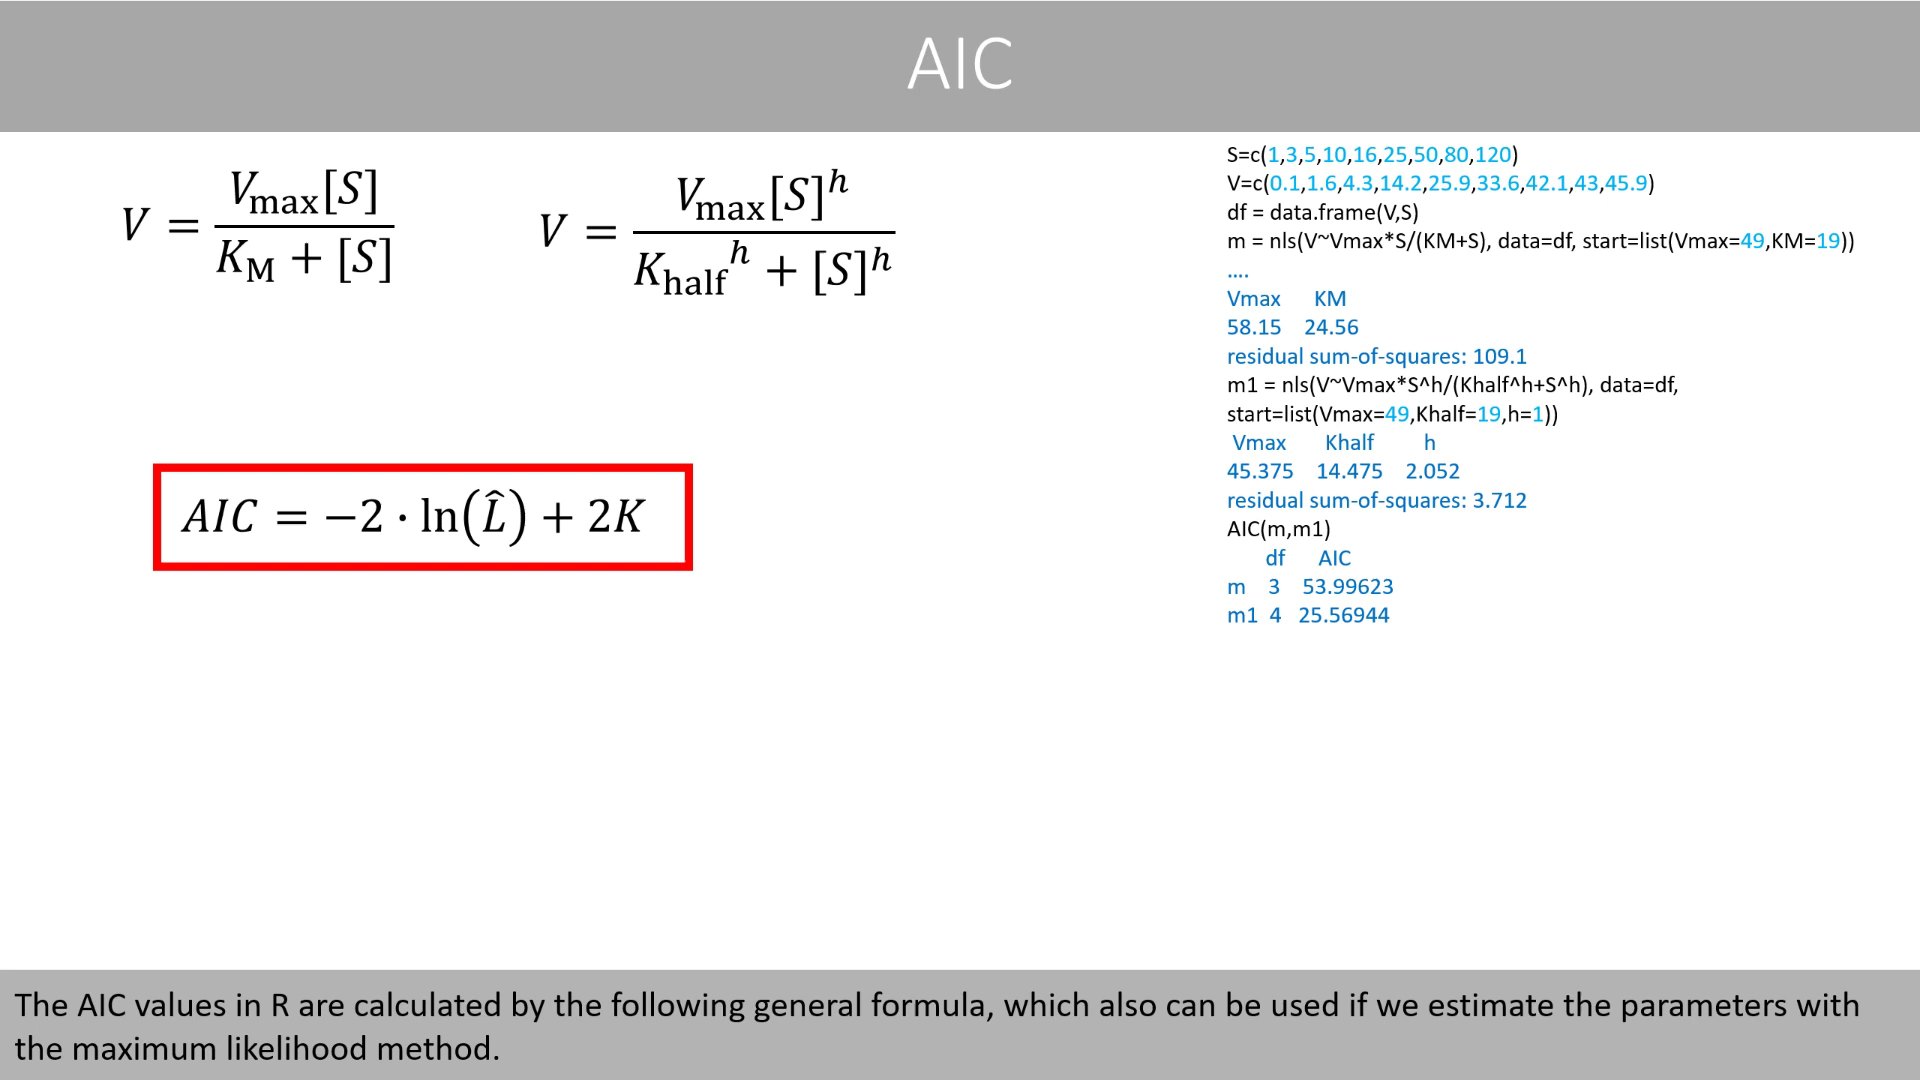 AIC
V = Vmax[S] / (KM + [S])
V = Vmax[S]^h / (Khalf^h + [S]^h)
AIC = −2 · ln(L̂) + 2K
S=c(1,3,5,10,16,25,50,80,120)
V=c(0.1,1.6,4.3,14.2,25.9,33.6,42.1,43,45.9)
df = data.frame(V,S)
m = nls(V~Vmax*S/(KM+S), data=df, start=list(Vmax=49,KM=19))
....
Vmax KM
58.15 24.56
residual sum-of-squares: 109.1
m1 = nls(V~Vmax*S^h/(Khalf^h+S^h), data=df,
start=list(Vmax=49,Khalf=19,h=1))
Vmax Khalf h
45.375 14.475 2.052
residual sum-of-squares: 3.712
AIC(m,m1)
df AIC
m 3 53.99623
m1 4 25.56944
The AIC values in R are calculated by the following general formula, which also can be used if we estimate the parameters with
the maximum likelihood method.